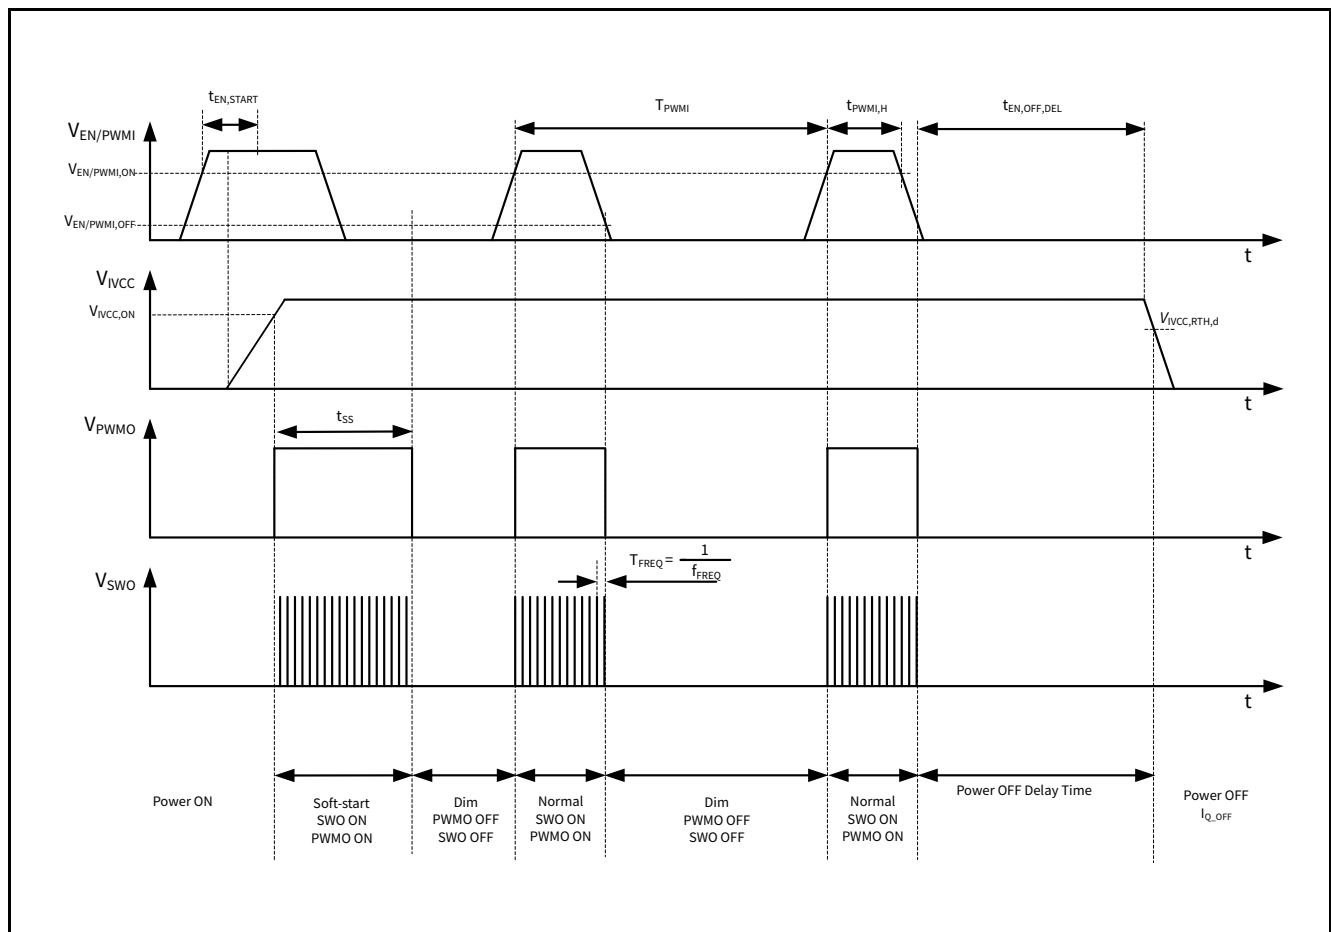 tEN,START
TPWMI
tPWMI,H
tEN,OFF,DEL
VEN/PWMI
VEN/PWMI,ON
VEN/PWMI,OFF
t
VIVCC
VIVCC,ON
VIVCC,RTH,d
t
tSS
VPWMO
t
TFREQ = 1
fFREQ
VSWO
t
Power ON
Soft-start
SWO ON
PWMO ON
Dim
PWMO OFF
SWO OFF
Normal
SWO ON
PWMO ON
Dim
PWMO OFF
SWO OFF
Normal
SWO ON
PWMO ON
Power OFF Delay Time
Power OFF
IQ_OFF